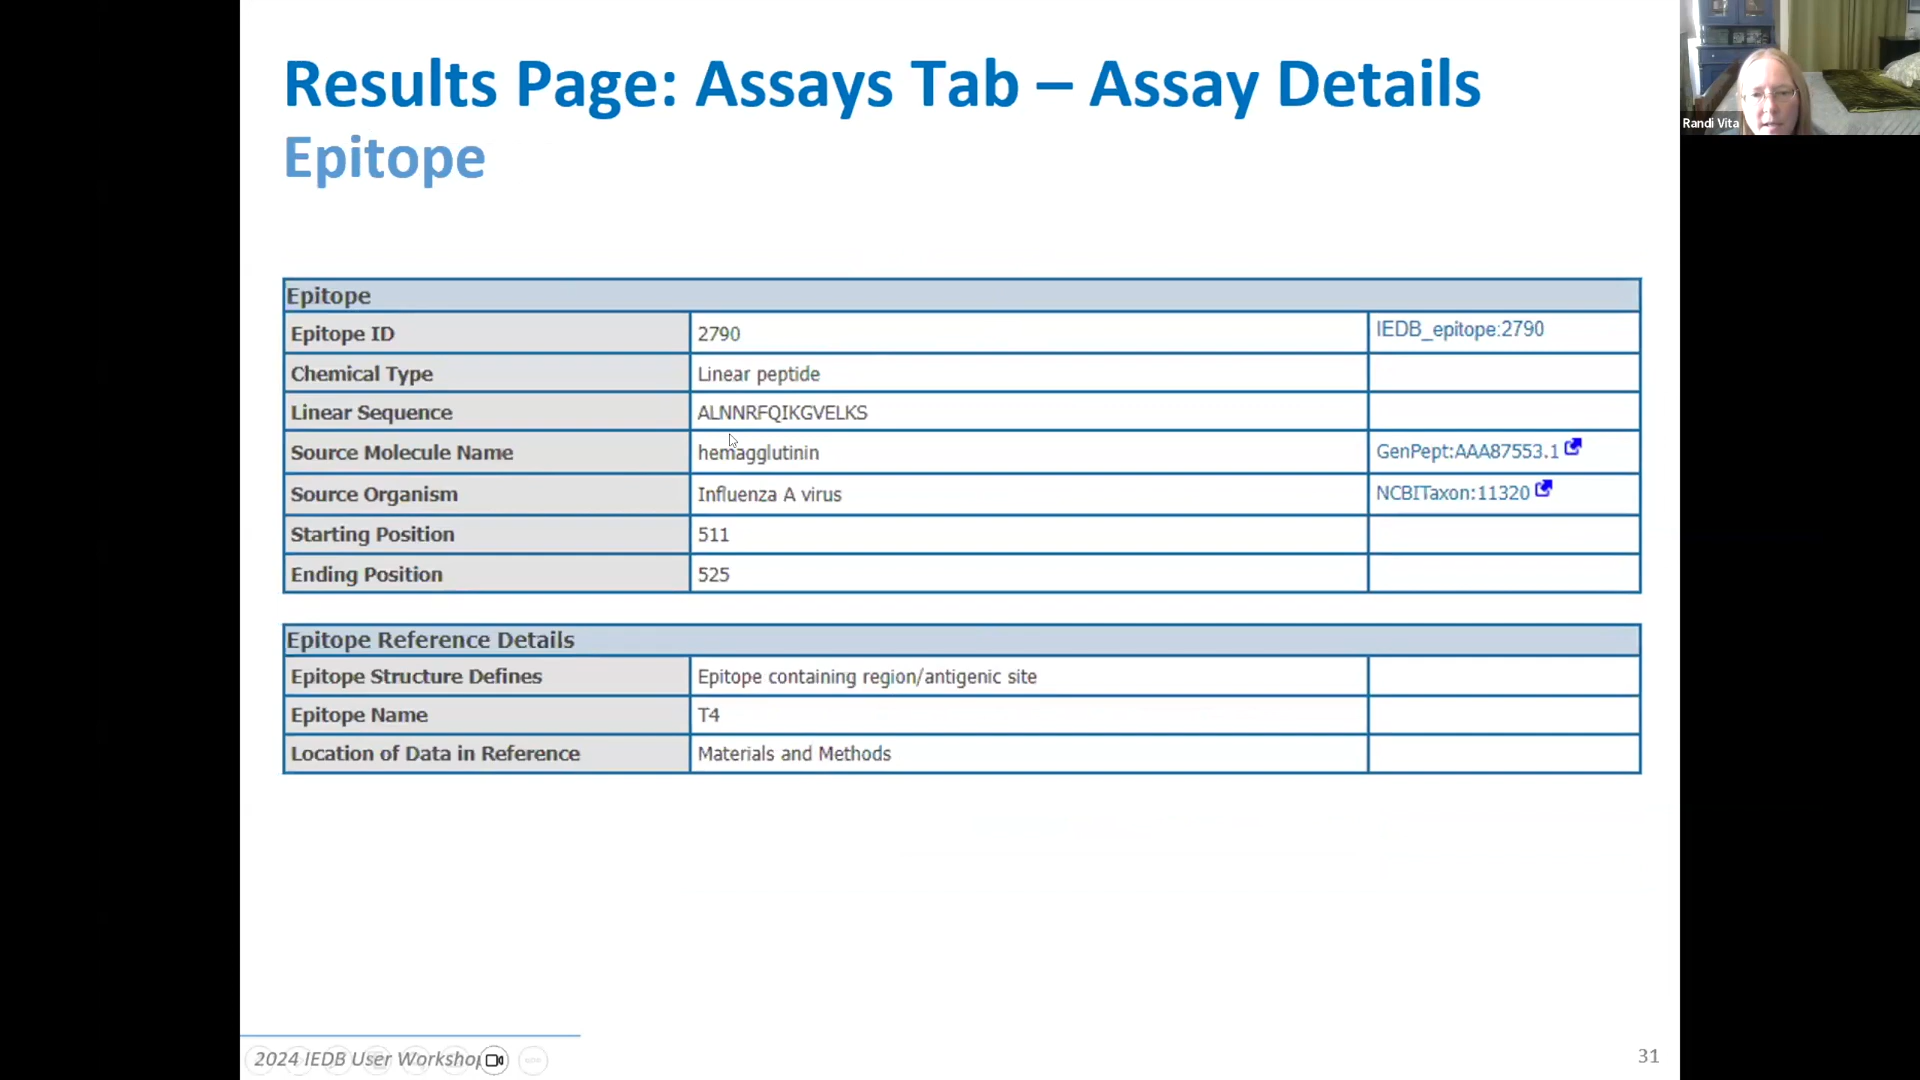 Results Page: Assays Tab – Assay Details
Epitope
Randi Vita
Epitope
Epitope ID 2790 IEDB_epitope:2790
Chemical Type Linear peptide
Linear Sequence ALNNRFQIKGVELKS
Source Molecule Name hemagglutinin GenPept:AAA87553.1
Source Organism Influenza A virus NCBITaxon:11320
Starting Position 511
Ending Position 525
Epitope Reference Details
Epitope Structure Defines Epitope containing region/antigenic site
Epitope Name T4
Location of Data in Reference Materials and Methods
2024 IEDB User Workshop
31